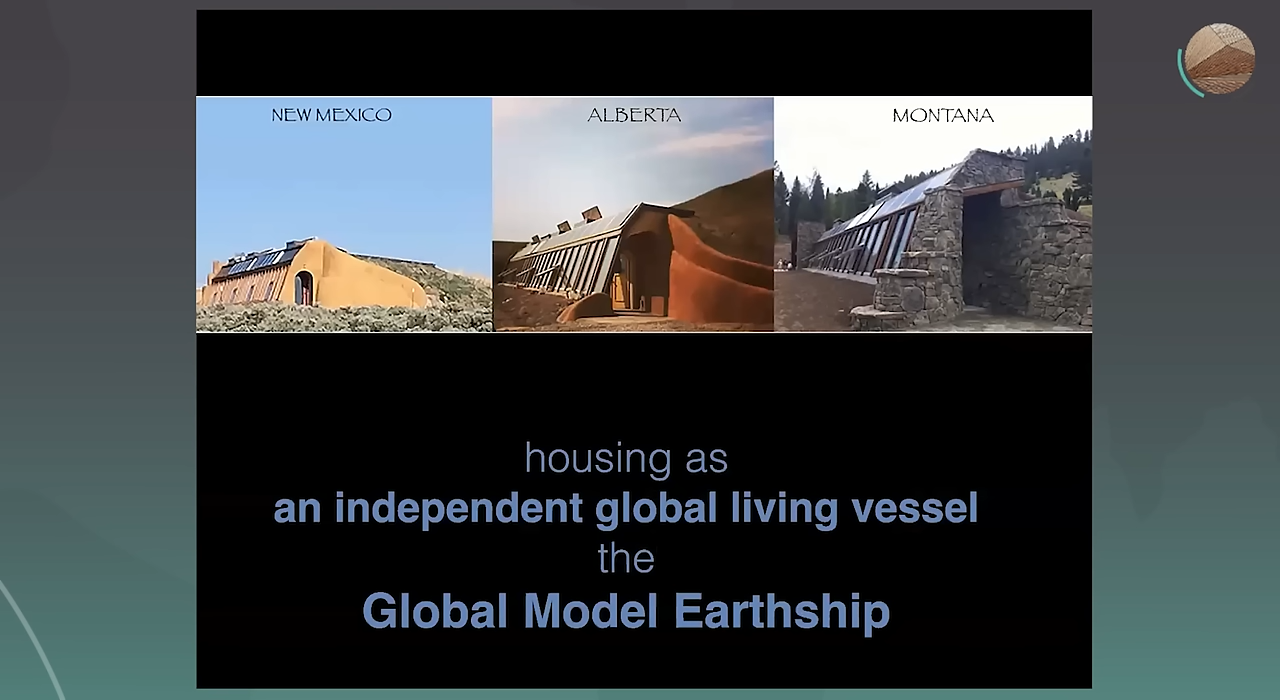 NEW MEXICO
ALBERTA
MONTANA
housing as
an independent global living vessel
the
Global Model Earthship